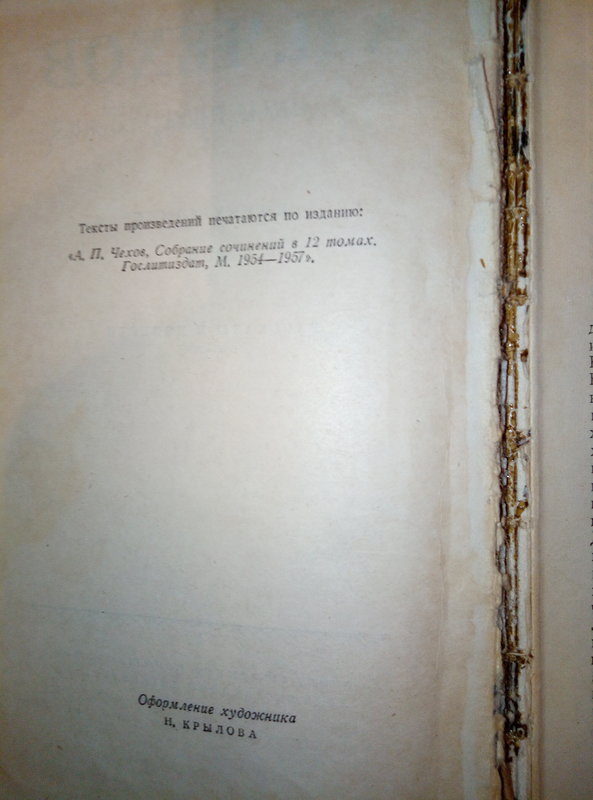 Тексты произведений печатаются по изданию:
«А. П. Чехов, Собрание сочинений в 12 томах.
Гослитиздат, М. 1954—1957».
Оформление художника
Н. КРЫЛОВА